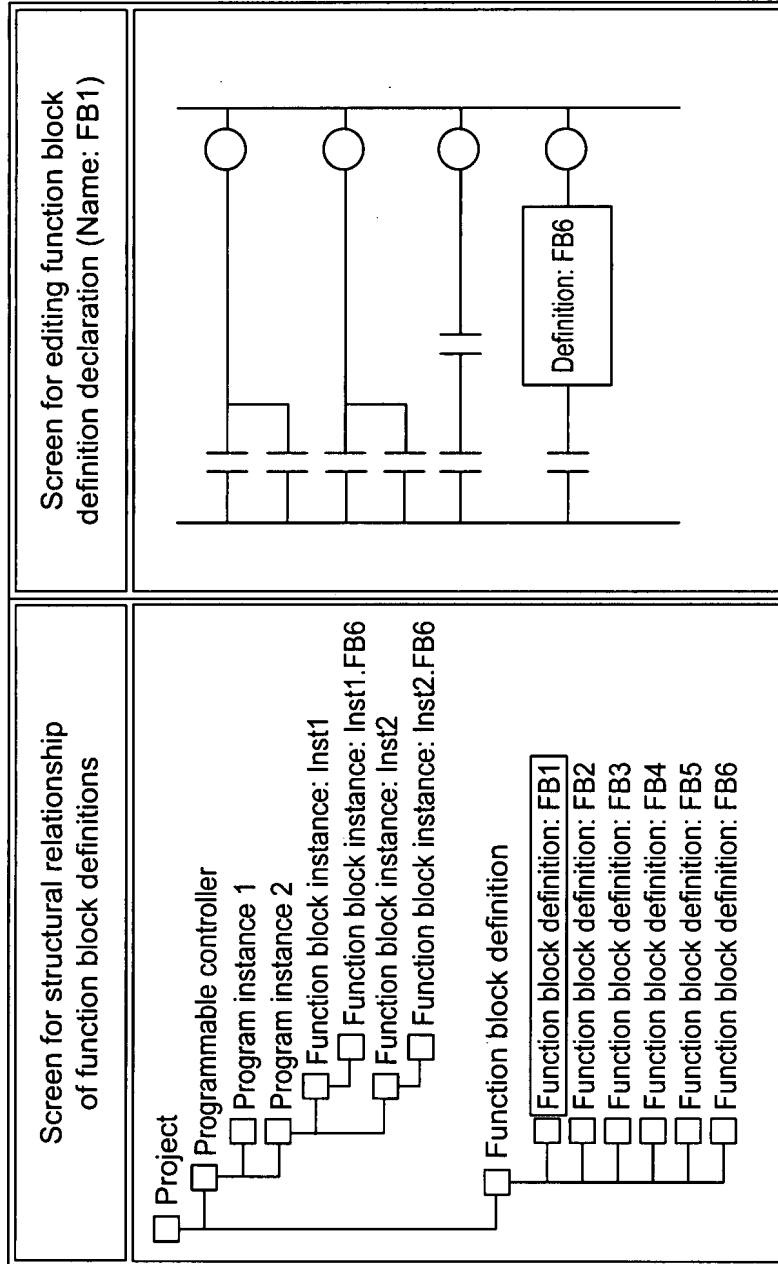 Screen for structural relationship
of function block definitions
Project
Programmable controller
Program instance 1
Program instance 2
Function block instance: Inst1
Function block instance: Inst1.FB6
Function block instance: Inst2
Function block instance: Inst2.FB6
Function block definition
Function block definition: FB1
Function block definition: FB2
Function block definition: FB3
Function block definition: FB4
Function block definition: FB5
Function block definition: FB6
Screen for editing function block
definition declaration (Name: FB1)
Definition: FB6